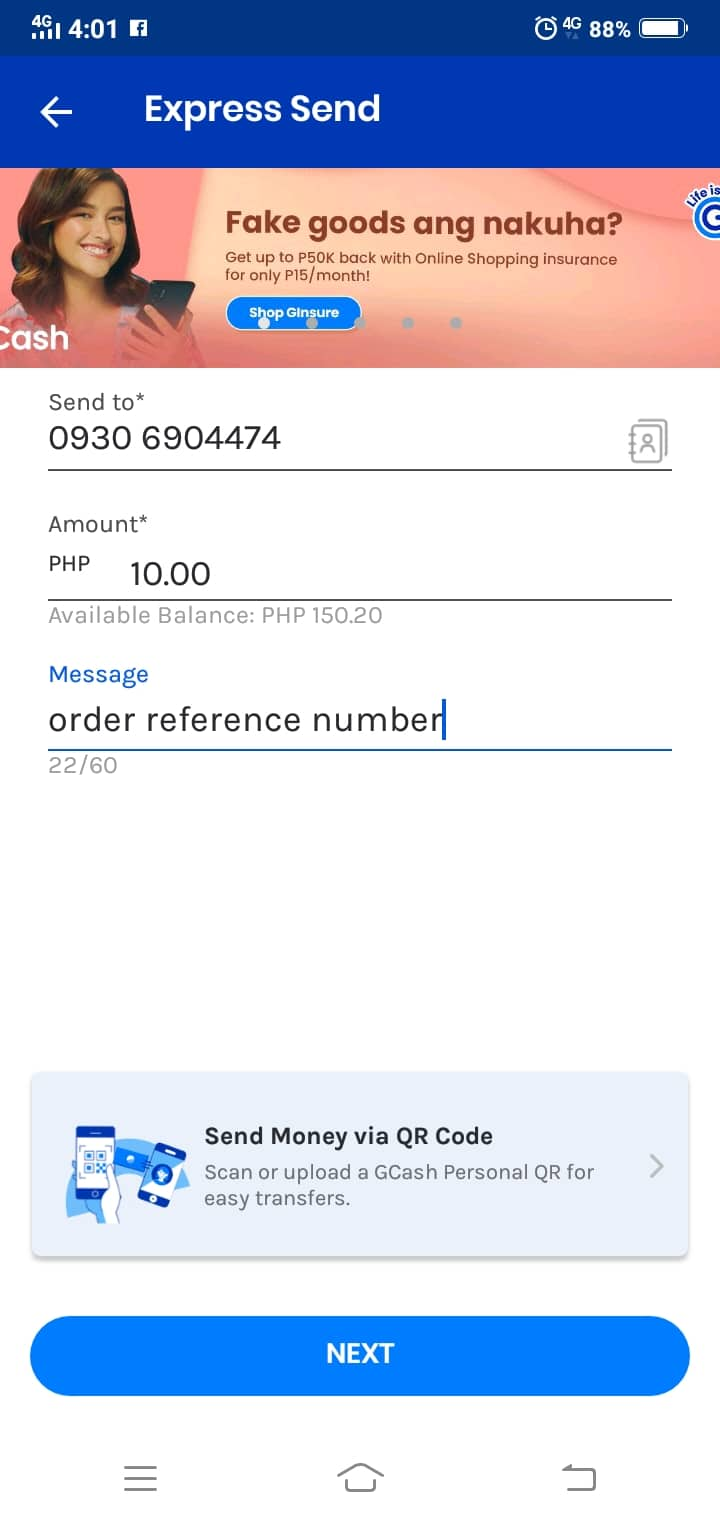 4G 4:01 4G 88%
Express Send
Life is
Fake goods ang nakuha?
Get up to P50K back with Online Shopping insurance
for only P15/month!
Shop GInsure
Cash
Send to*
0930 6904474
Amount*
PHP 10.00
Available Balance: PHP 150.20
Message
order reference number
22/60
Send Money via QR Code
Scan or upload a GCash Personal QR for
easy transfers.
NEXT